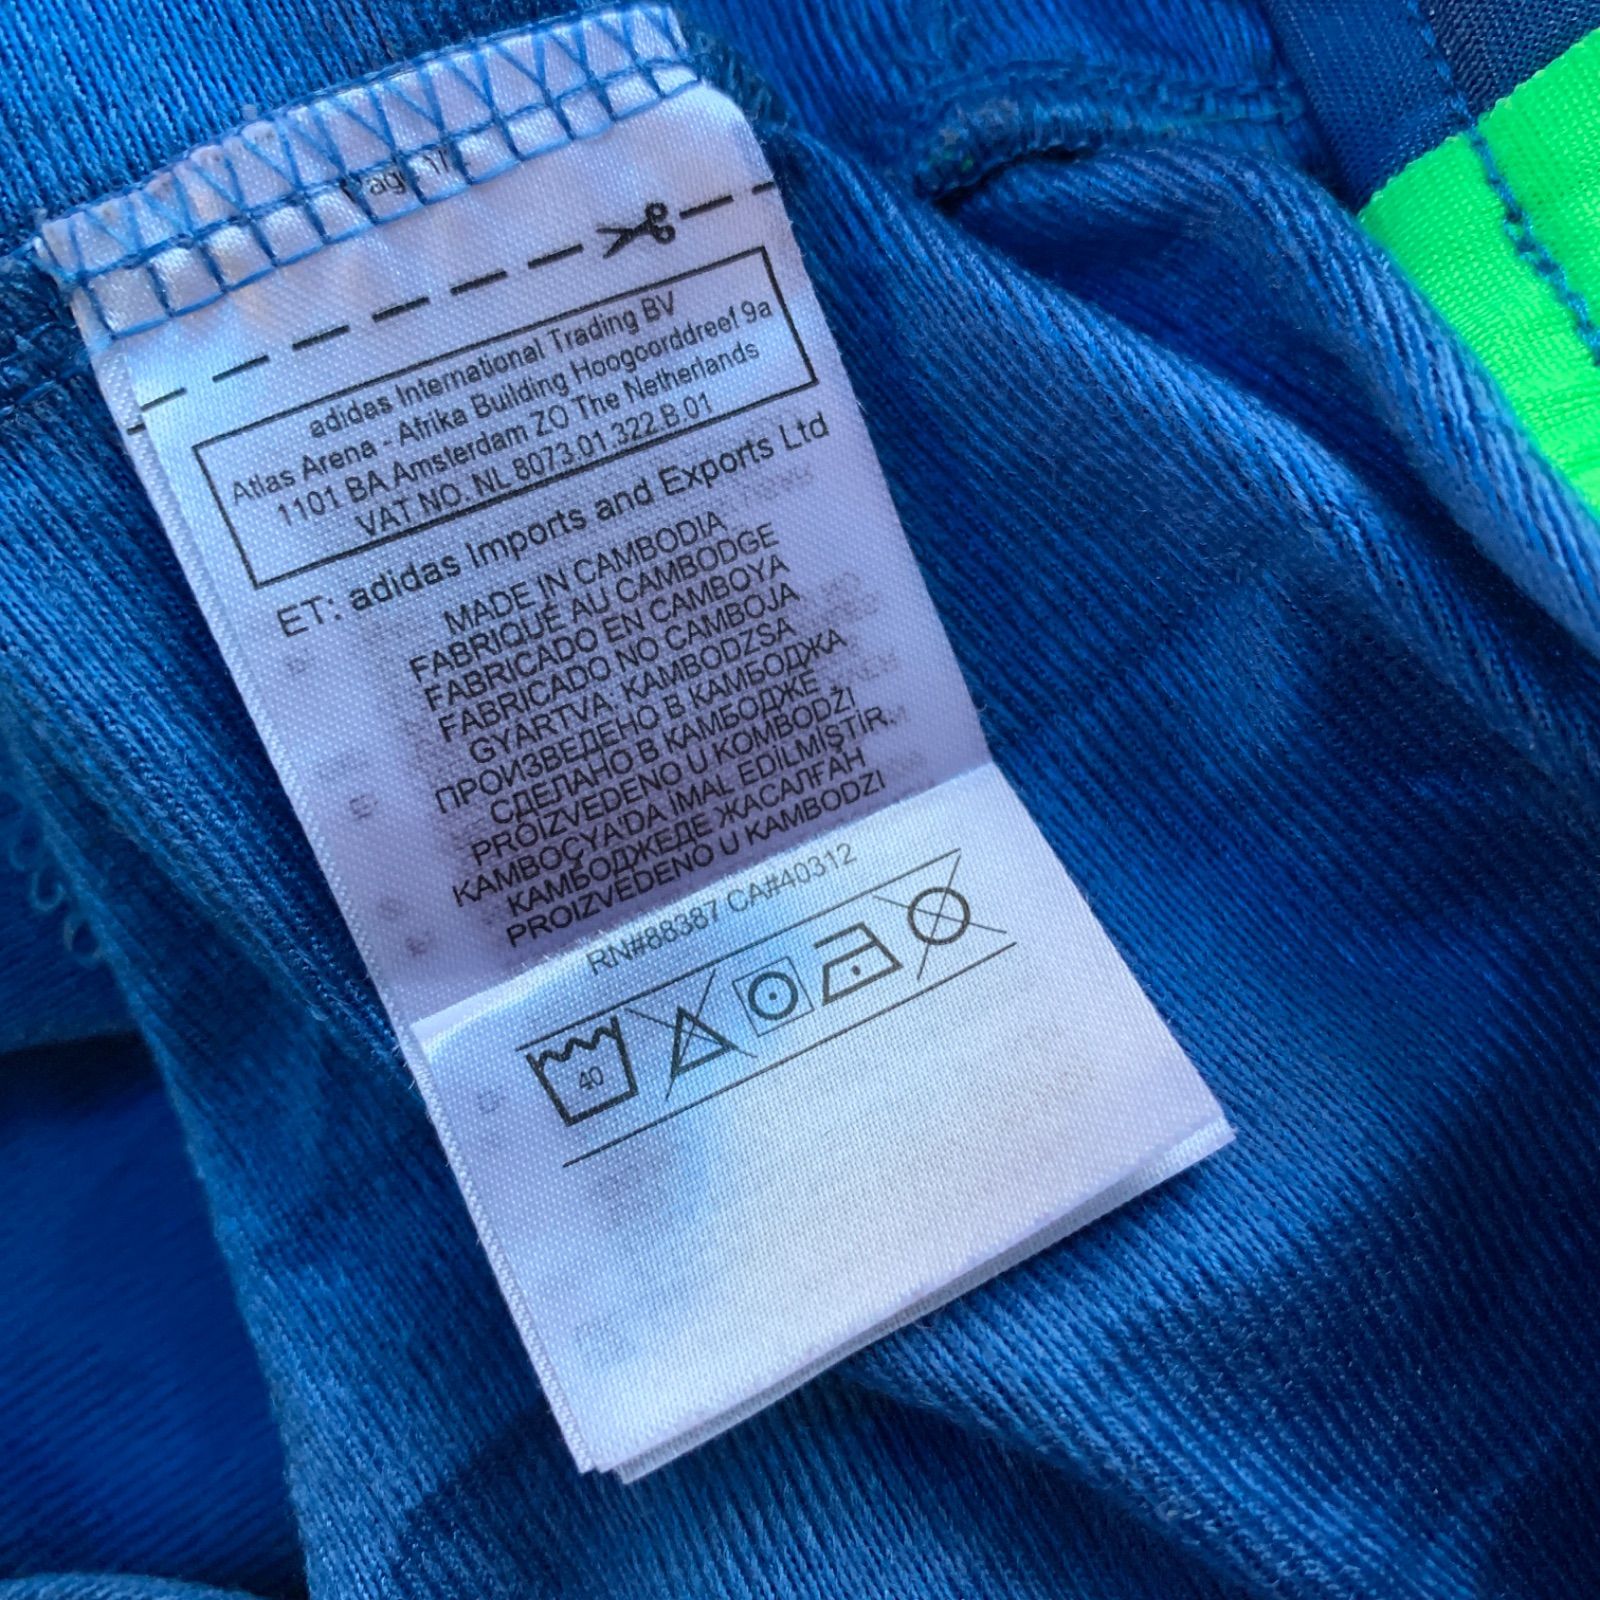 adidas International Trading BV
Atlas Arena - Afrika Building Hoogoorddreef 9a
1101 BA Amsterdam ZO The Netherlands
VAT NO. NL 8073.01.322.B.01
ET: adidas Imports and Exports Ltd
MADE IN CAMBODIA
FABRIQUÉ AU CAMBODGE
FABRICADO EN CAMBOYA
FABRICADO NO CAMBOJA
GYÁRTVA: KAMBODZSA
ПРОИЗВЕДЕНО В КАМБОДЖА
СДЕЛАНО В КАМБОДЖЕ
PROIZVEDENO U KOMBODŽI
KAMBOÇYA'DA İMAL EDİLMİŞTİR.
КАМБОДЖЕДЕ ЖАСАЛҒАН
PROIZVEDENO U KAMBODZI
RN#88387 CA#40312
40